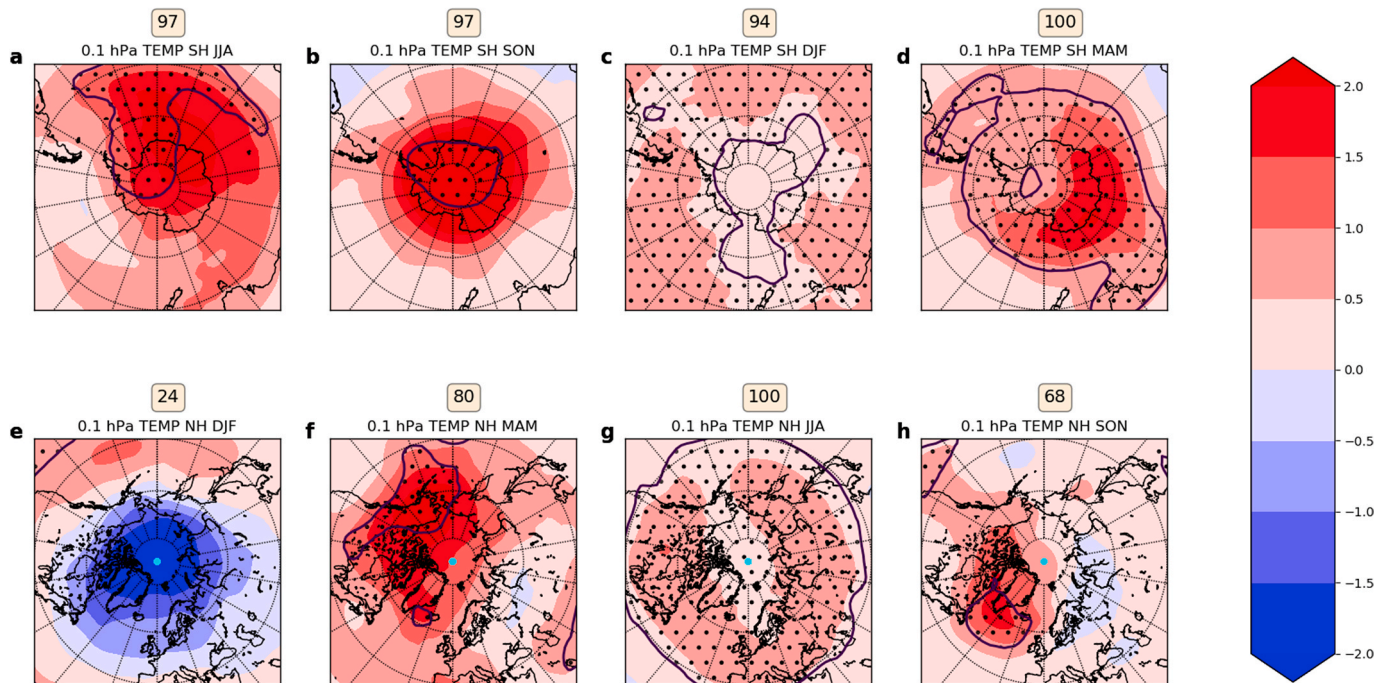 97
97
94
100
a
0.1 hPa TEMP SH JJA
b
0.1 hPa TEMP SH SON
c
0.1 hPa TEMP SH DJF
d
0.1 hPa TEMP SH MAM
24
80
100
68
e
0.1 hPa TEMP NH DJF
f
0.1 hPa TEMP NH MAM
g
0.1 hPa TEMP NH JJA
h
0.1 hPa TEMP NH SON
2.0
1.5
1.0
0.5
0.0
−0.5
−1.0
−1.5
−2.0